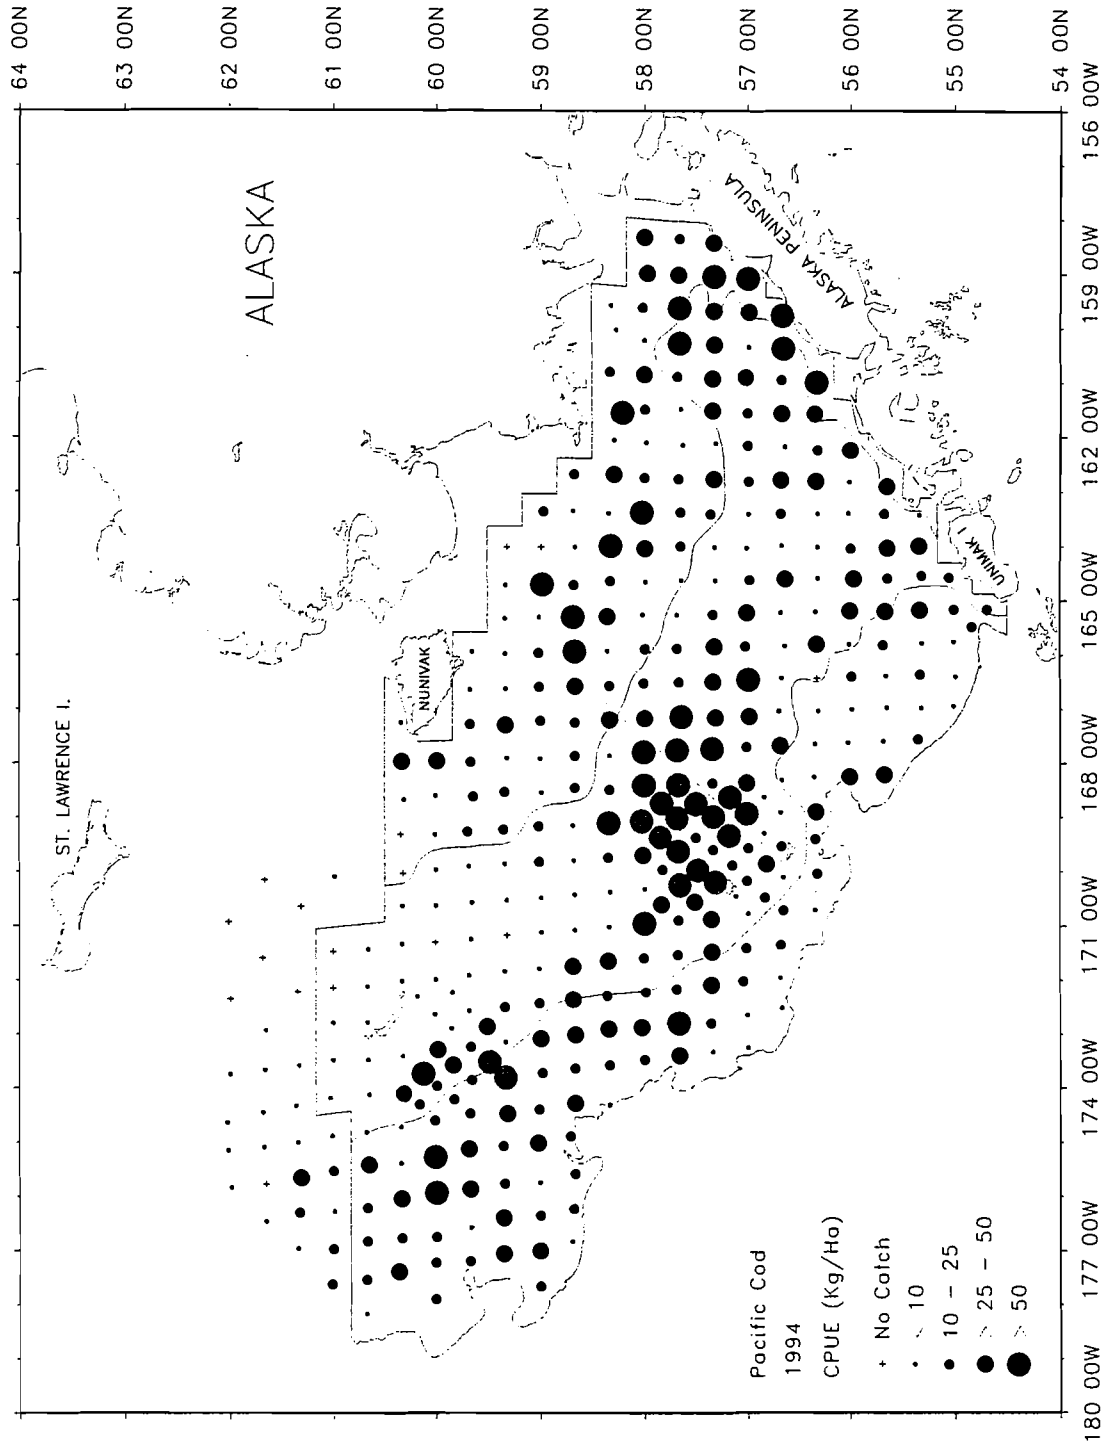 64 00N
63 00N
62 00N
61 00N
60 00N
59 00N
58 00N
57 00N
56 00N
55 00N
54 00N
ST. LAWRENCE I.
ALASKA
NUNIVAK
ALASKA PENINSULA
UNIMAK I
Pacific Cod
1994
CPUE (Kg/Ha)
+ No Catch
< 10
10 - 25
> 25 - 50
> 50
180 00W
177 00W
174 00W
171 00W
168 00W
165 00W
162 00W
159 00W
156 00W